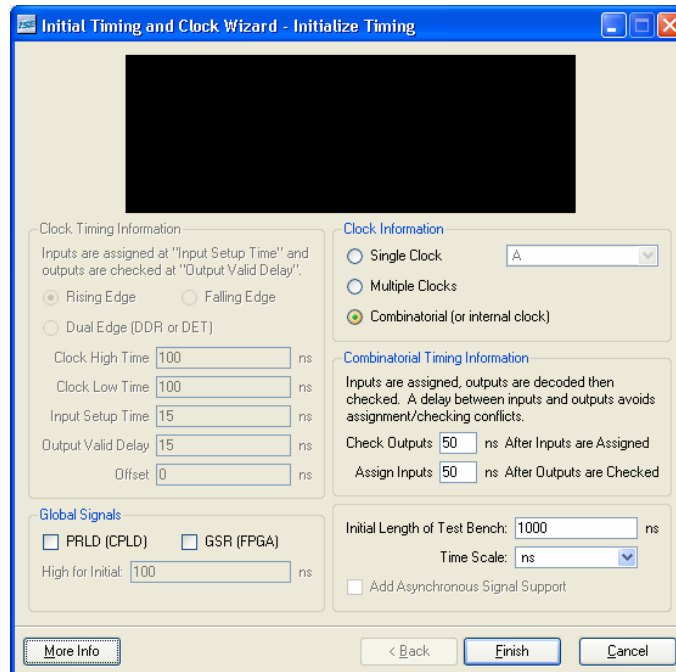 ISE Initial Timing and Clock Wizard - Initialize Timing
Clock Timing Information
Inputs are assigned at "Input Setup Time" and
outputs are checked at "Output Valid Delay".
Rising Edge Falling Edge
Dual Edge (DDR or DET)
Clock High Time 100 ns
Clock Low Time 100 ns
Input Setup Time 15 ns
Output Valid Delay 15 ns
Offset 0 ns
Global Signals
PRLD (CPLD) GSR (FPGA)
High for Initial: 100 ns
Clock Information
Single Clock A
Multiple Clocks
Combinatorial (or internal clock)
Combinatorial Timing Information
Inputs are assigned, outputs are decoded then
checked. A delay between inputs and outputs avoids
assignment/checking conflicts.
Check Outputs 50 ns After Inputs are Assigned
Assign Inputs 50 ns After Outputs are Checked
Initial Length of Test Bench: 1000 ns
Time Scale: ns
Add Asynchronous Signal Support
More Info < Back Finish Cancel